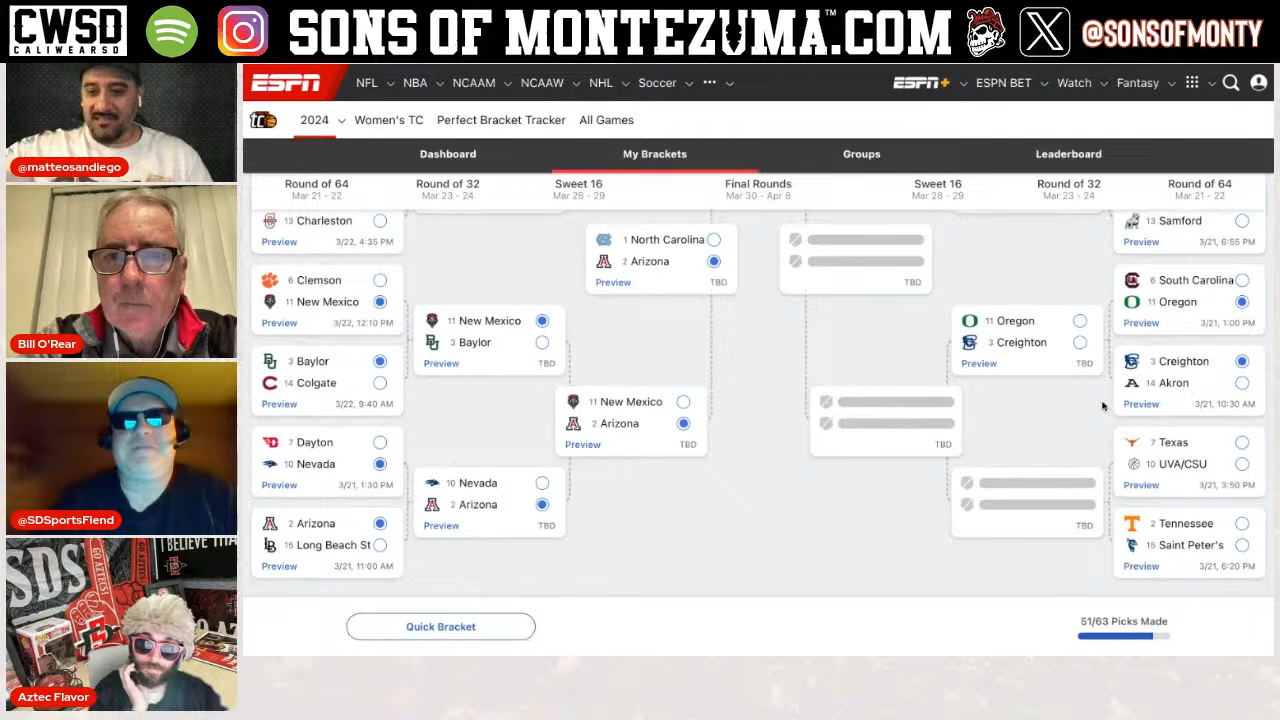 CWSD
CALIWEARSD
SONS OF MONTEZUMA.COM™
X
@SONSOFMONTY
@matteosandiego
Bill O'Rear
@SDSportsFiend
Aztec Flavor
SDS
GO AZTECS!
I BELIEVE THA
ESPN
NFL
NBA
NCAAM
NCAAW
NHL
Soccer
•••
ESPN+
ESPN BET
Watch
Fantasy
tc
2024
Women's TC
Perfect Bracket Tracker
All Games
Dashboard
My Brackets
Groups
Leaderboard
Round of 64
Mar 21 - 22
Round of 32
Mar 23 - 24
Sweet 16
Mar 28 - 29
Final Rounds
Mar 30 - Apr 8
Sweet 16
Mar 28 - 29
Round of 32
Mar 23 - 24
Round of 64
Mar 21 - 22
13 Charleston
Preview 3/22, 4:35 PM
6 Clemson
11 New Mexico
Preview 3/22, 12:10 PM
3 Baylor
14 Colgate
Preview 3/22, 9:40 AM
7 Dayton
10 Nevada
Preview 3/21, 1:30 PM
2 Arizona
15 Long Beach St
Preview 3/21, 11:00 AM
11 New Mexico
3 Baylor
Preview TBD
10 Nevada
2 Arizona
Preview TBD
1 North Carolina
2 Arizona
Preview TBD
11 New Mexico
2 Arizona
Preview TBD
TBD
TBD
11 Oregon
3 Creighton
Preview TBD
TBD
13 Samford
Preview 3/21, 6:55 PM
6 South Carolina
11 Oregon
Preview 3/21, 1:00 PM
3 Creighton
14 Akron
Preview 3/21, 10:30 AM
7 Texas
10 UVA/CSU
Preview 3/21, 3:50 PM
2 Tennessee
15 Saint Peter's
Preview 3/21, 6:20 PM
Quick Bracket
51/63 Picks Made